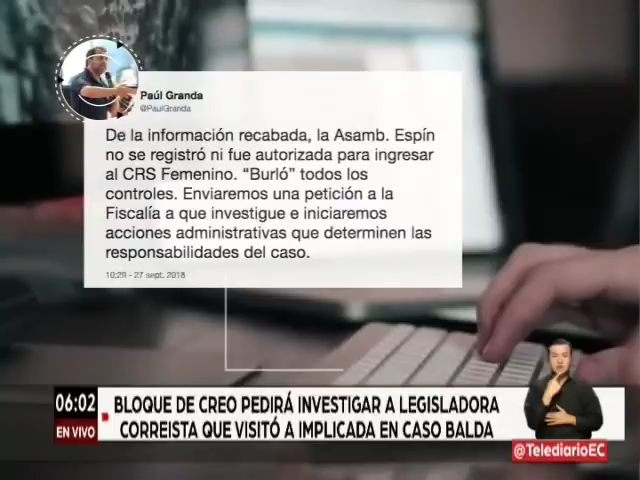 Paúl Granda
@PaulGranda
De la información recabada, la Asamb. Espín
no se registró ni fue autorizada para ingresar
al CRS Femenino. “Burló” todos los
controles. Enviaremos una petición a la
Fiscalía a que investigue e iniciaremos
acciones administrativas que determinen las
responsabilidades del caso.
10:29 - 27 sept. 2018
06:02
EN VIVO
BLOQUE DE CREO PEDIRÁ INVESTIGAR A LEGISLADORA
CORREISTA QUE VISITÓ A IMPLICADA EN CASO BALDA
@TelediarioEC